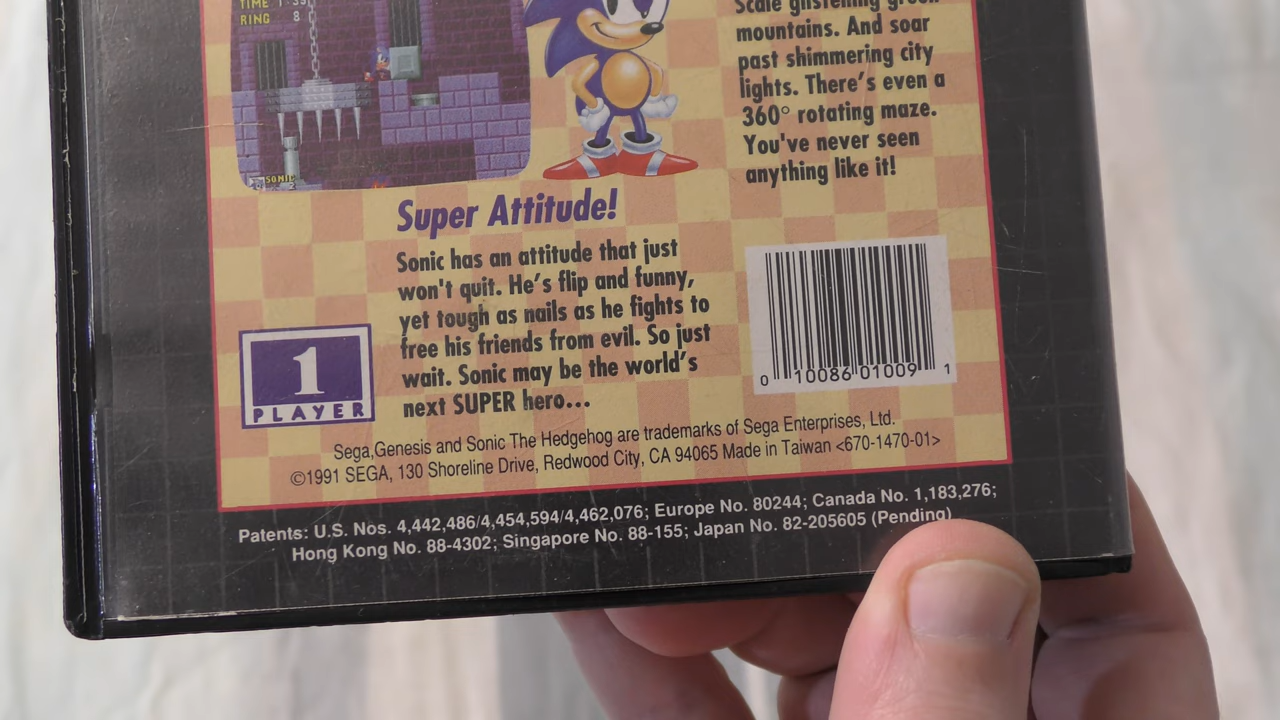 TIME 1:39
RING 8
SONIC
Scale glistening green
mountains. And soar
past shimmering city
lights. There's even a
360° rotating maze.
You've never seen
anything like it!
Super Attitude!
Sonic has an attitude that just
won't quit. He's flip and funny,
yet tough as nails as he fights to
free his friends from evil. So just
wait. Sonic may be the world's
next SUPER hero...
1
PLAYER
0 10086 01009 1
Sega,Genesis and Sonic The Hedgehog are trademarks of Sega Enterprises, Ltd.
©1991 SEGA, 130 Shoreline Drive, Redwood City, CA 94065 Made in Taiwan <670-1470-01>
Patents: U.S. Nos. 4,442,486/4,454,594/4,462,076; Europe No. 80244; Canada No. 1,183,276;
Hong Kong No. 88-4302; Singapore No. 88-155; Japan No. 82-205605 (Pending)